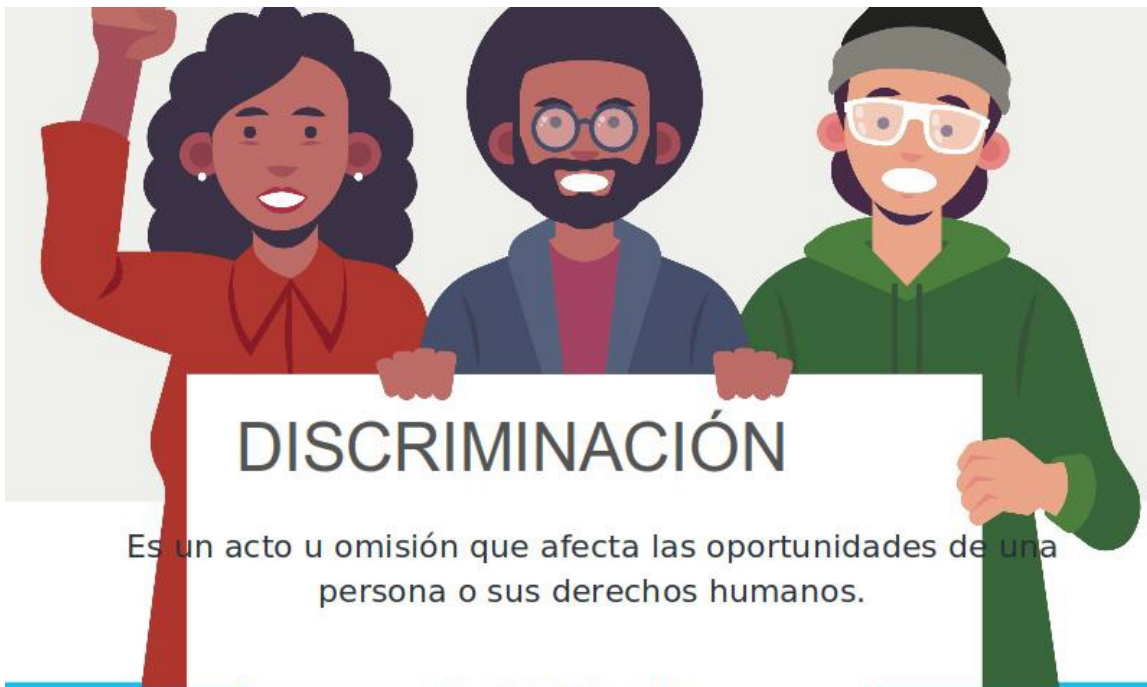 DISCRIMINACIÓN
Es un acto u omisión que afecta las oportunidades de una
persona o sus derechos humanos.